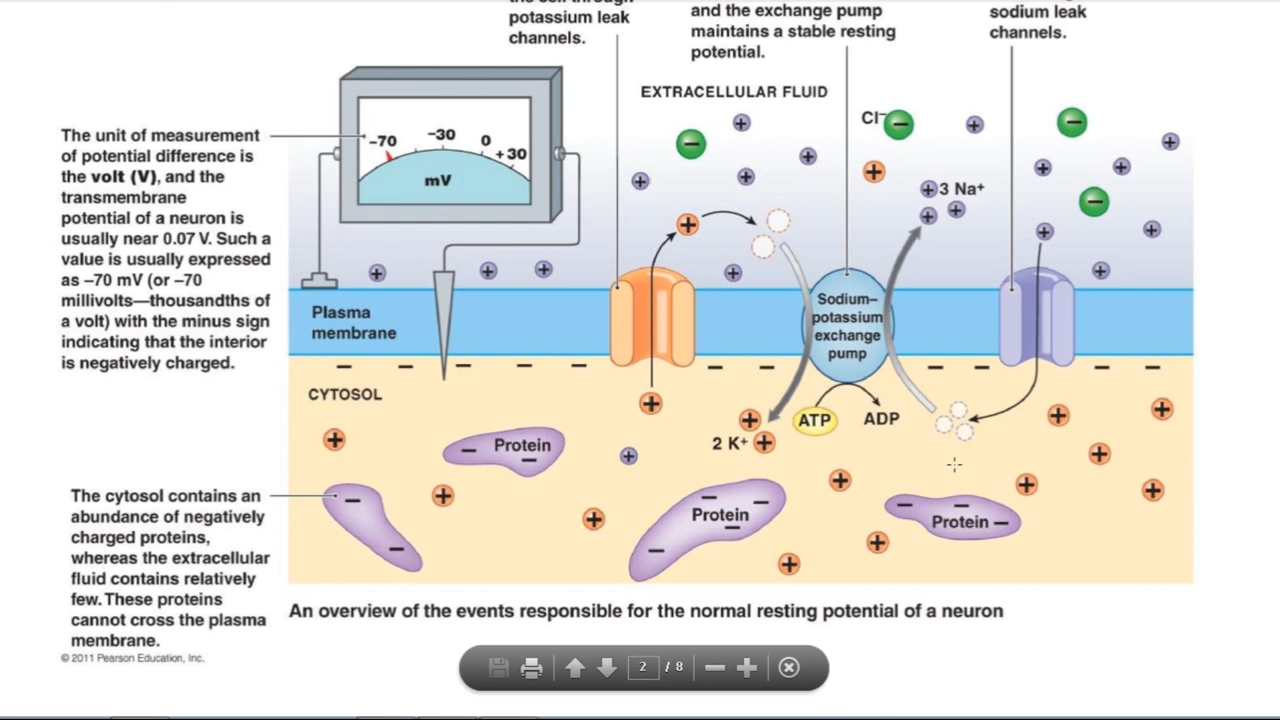 potassium leak
channels.
and the exchange pump
maintains a stable resting
potential.
sodium leak
channels.
EXTRACELLULAR FLUID
The unit of measurement
of potential difference is
the volt (V), and the
transmembrane
potential of a neuron is
usually near 0.07 V. Such a
value is usually expressed
as –70 mV (or –70
millivolts—thousandths of
a volt) with the minus sign
indicating that the interior
is negatively charged.
–70
–30
0
+30
mV
Cl–
3 Na+
Plasma
membrane
Sodium–
potassium
exchange
pump
CYTOSOL
ATP
ADP
2 K+
Protein
Protein
Protein
The cytosol contains an
abundance of negatively
charged proteins,
whereas the extracellular
fluid contains relatively
few. These proteins
cannot cross the plasma
membrane.
An overview of the events responsible for the normal resting potential of a neuron
© 2011 Pearson Education, Inc.
2 / 8